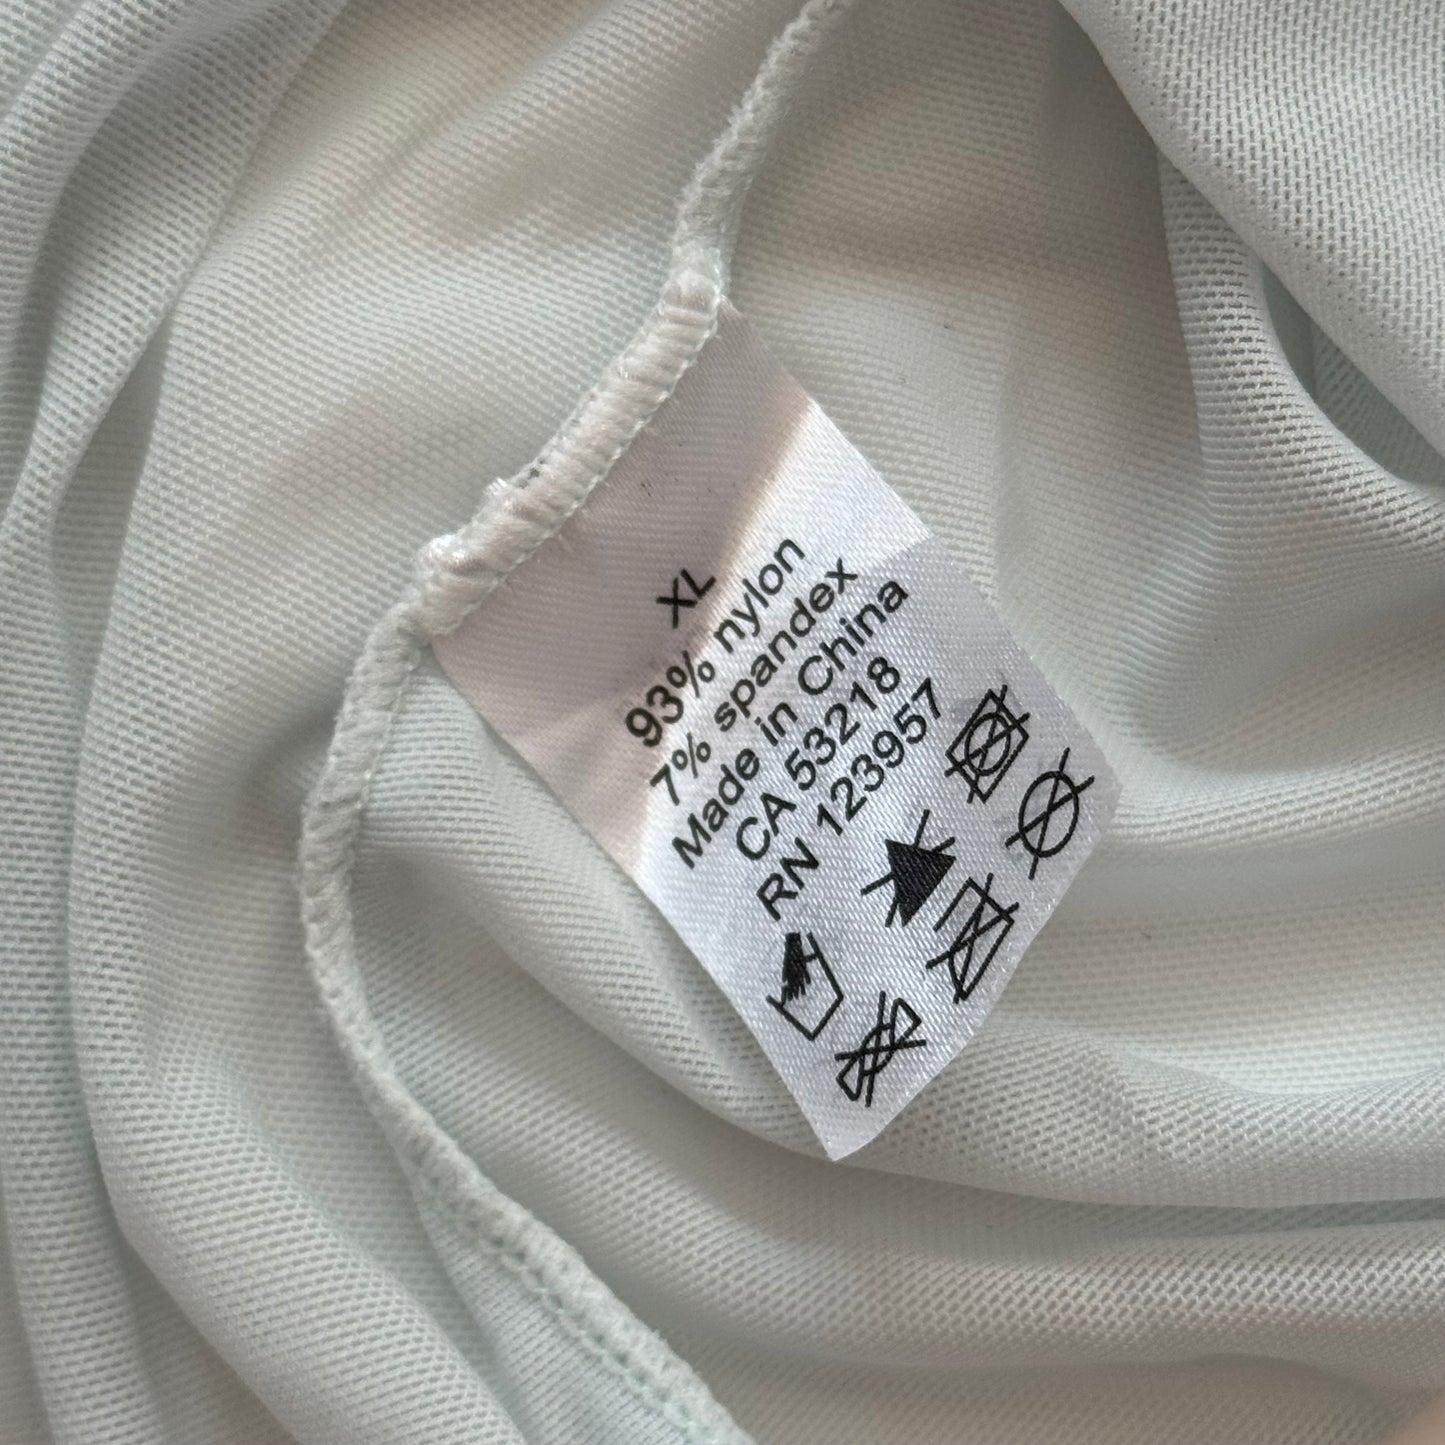 XL
93% nylon
7% spandex
Made in China
CA 53218
RN 123957